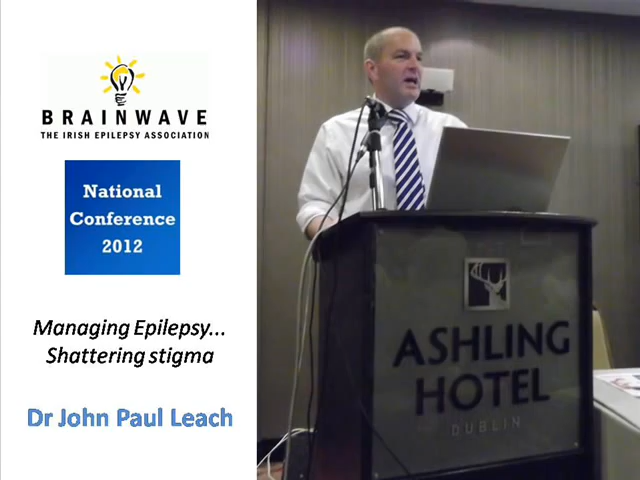 BRAINWAVE
THE IRISH EPILEPSY ASSOCIATION
National
Conference
2012
Managing Epilepsy...
Shattering stigma
Dr John Paul Leach
ASHLING
HOTEL
DUBLIN